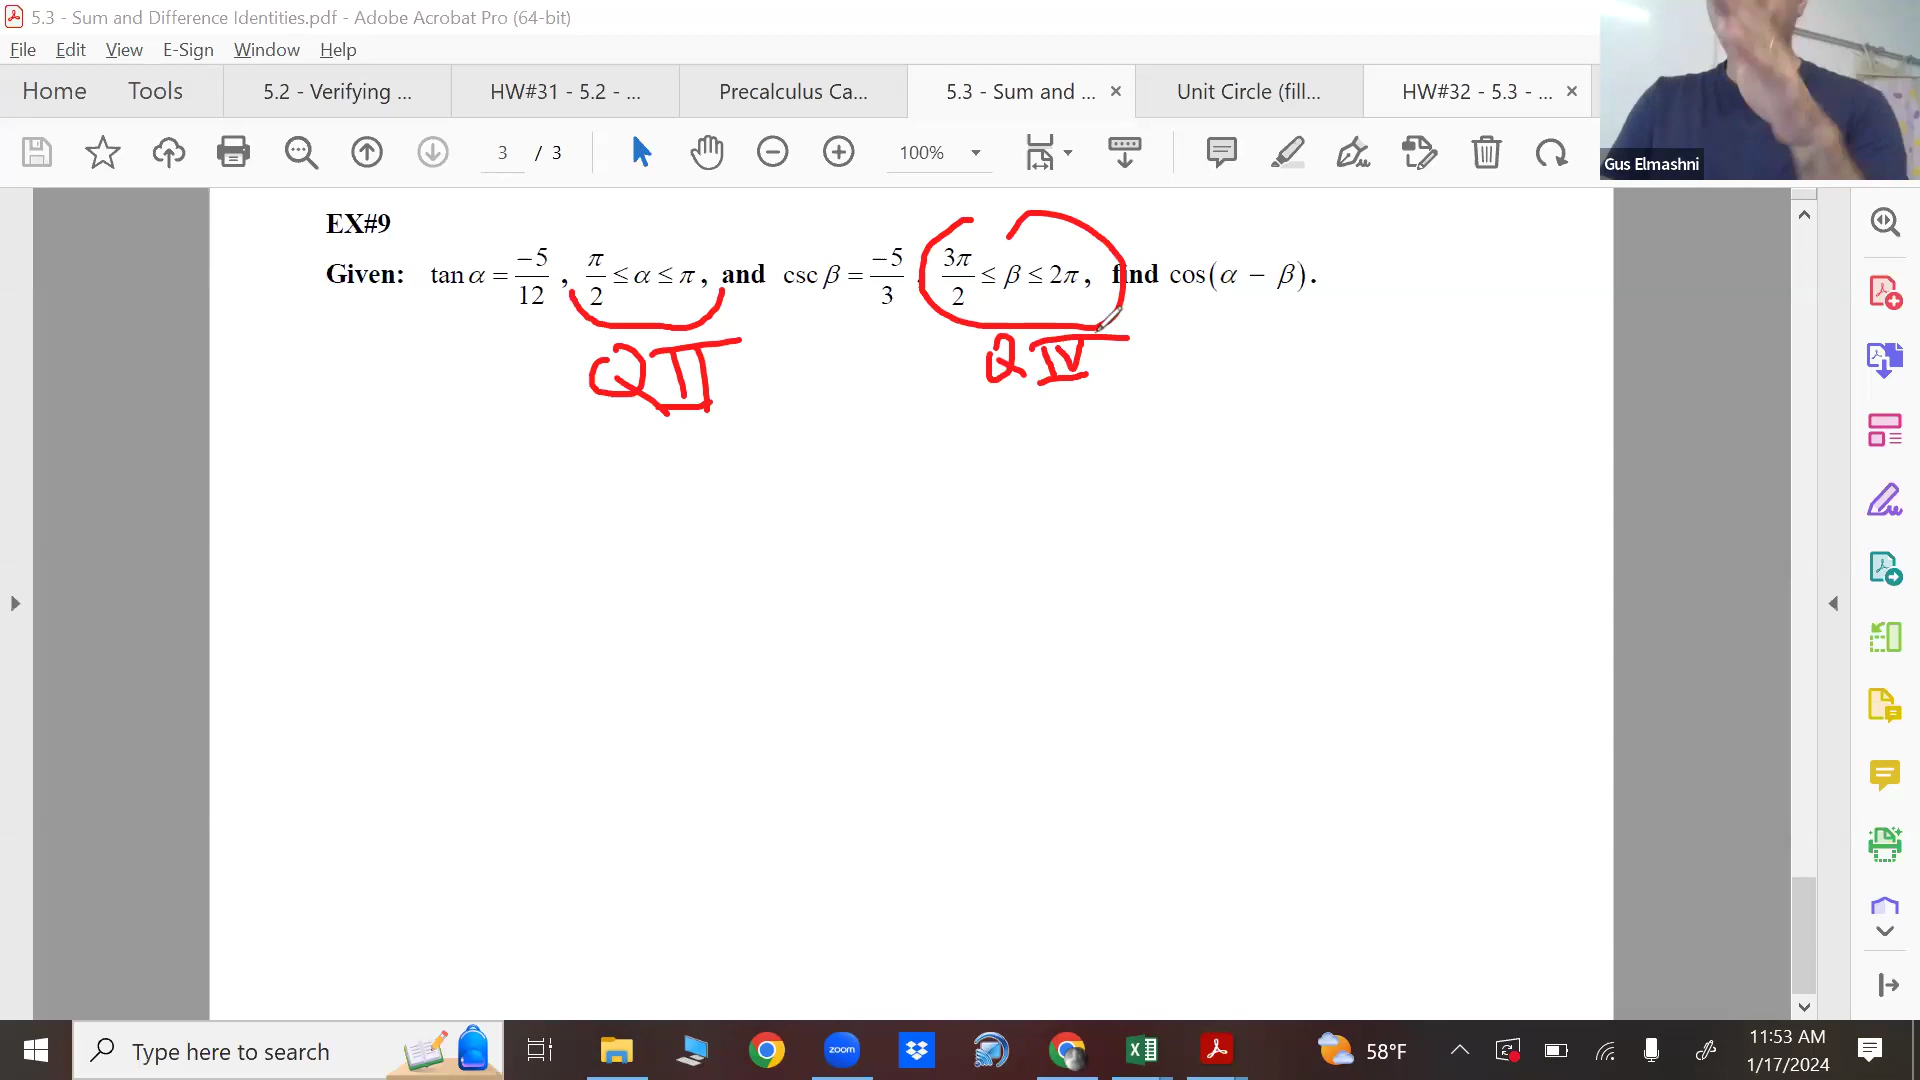 5.3 - Sum and Difference Identities.pdf - Adobe Acrobat Pro (64-bit)
File Edit View E-Sign Window Help
Home Tools 5.2 - Verifying ... HW#31 - 5.2 - ... Precalculus Ca... 5.3 - Sum and ... × Unit Circle (fill... HW#32 - 5.3 - ... ×
3 / 3 100%
Gus Elmashni
EX#9
Given: tan α = -5/12 , π/2 ≤ α ≤ π , and csc β = -5/3 , 3π/2 ≤ β ≤ 2π , find cos(α − β).
Q II Q IV
Type here to search zoom 58°F 11:53 AM
1/17/2024